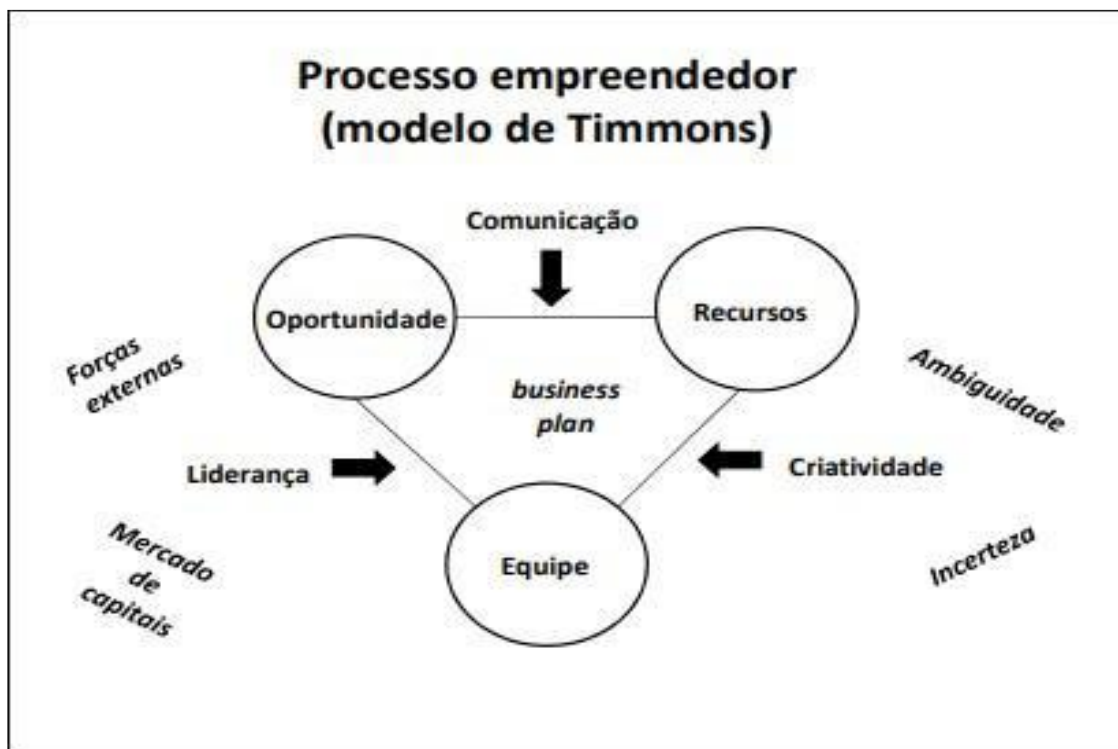 Processo empreendedor
(modelo de Timmons)
Comunicação
Oportunidade
Recursos
Forças
externas
Ambiguidade
business
plan
Liderança
Criatividade
Mercado
de
capitais
Equipe
Incerteza